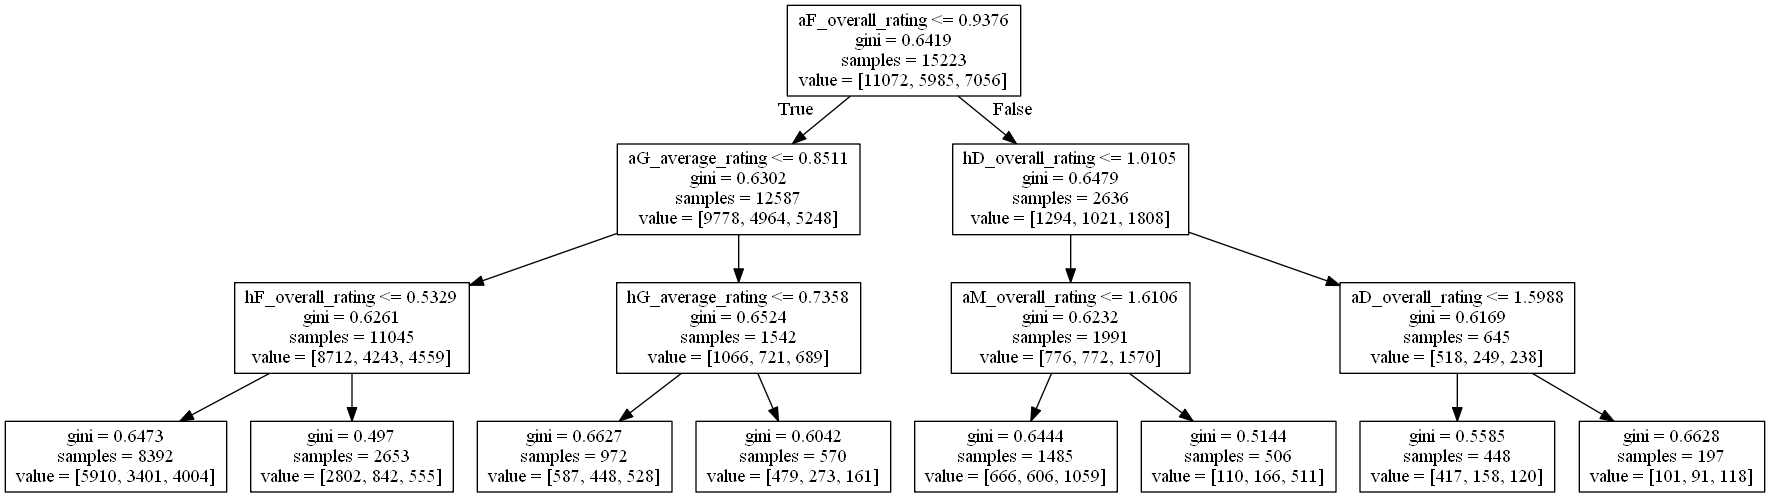 aF_overall_rating <= 0.9376
gini = 0.6419
samples = 15223
value = [11072, 5985, 7056]
True
False
aG_average_rating <= 0.8511
gini = 0.6302
samples = 12587
value = [9778, 4964, 5248]
hD_overall_rating <= 1.0105
gini = 0.6479
samples = 2636
value = [1294, 1021, 1808]
hF_overall_rating <= 0.5329
gini = 0.6261
samples = 11045
value = [8712, 4243, 4559]
hG_average_rating <= 0.7358
gini = 0.6524
samples = 1542
value = [1066, 721, 689]
aM_overall_rating <= 1.6106
gini = 0.6232
samples = 1991
value = [776, 772, 1570]
aD_overall_rating <= 1.5988
gini = 0.6169
samples = 645
value = [518, 249, 238]
gini = 0.6473
samples = 8392
value = [5910, 3401, 4004]
gini = 0.497
samples = 2653
value = [2802, 842, 555]
gini = 0.6627
samples = 972
value = [587, 448, 528]
gini = 0.6042
samples = 570
value = [479, 273, 161]
gini = 0.6444
samples = 1485
value = [666, 606, 1059]
gini = 0.5144
samples = 506
value = [110, 166, 511]
gini = 0.5585
samples = 448
value = [417, 158, 120]
gini = 0.6628
samples = 197
value = [101, 91, 118]